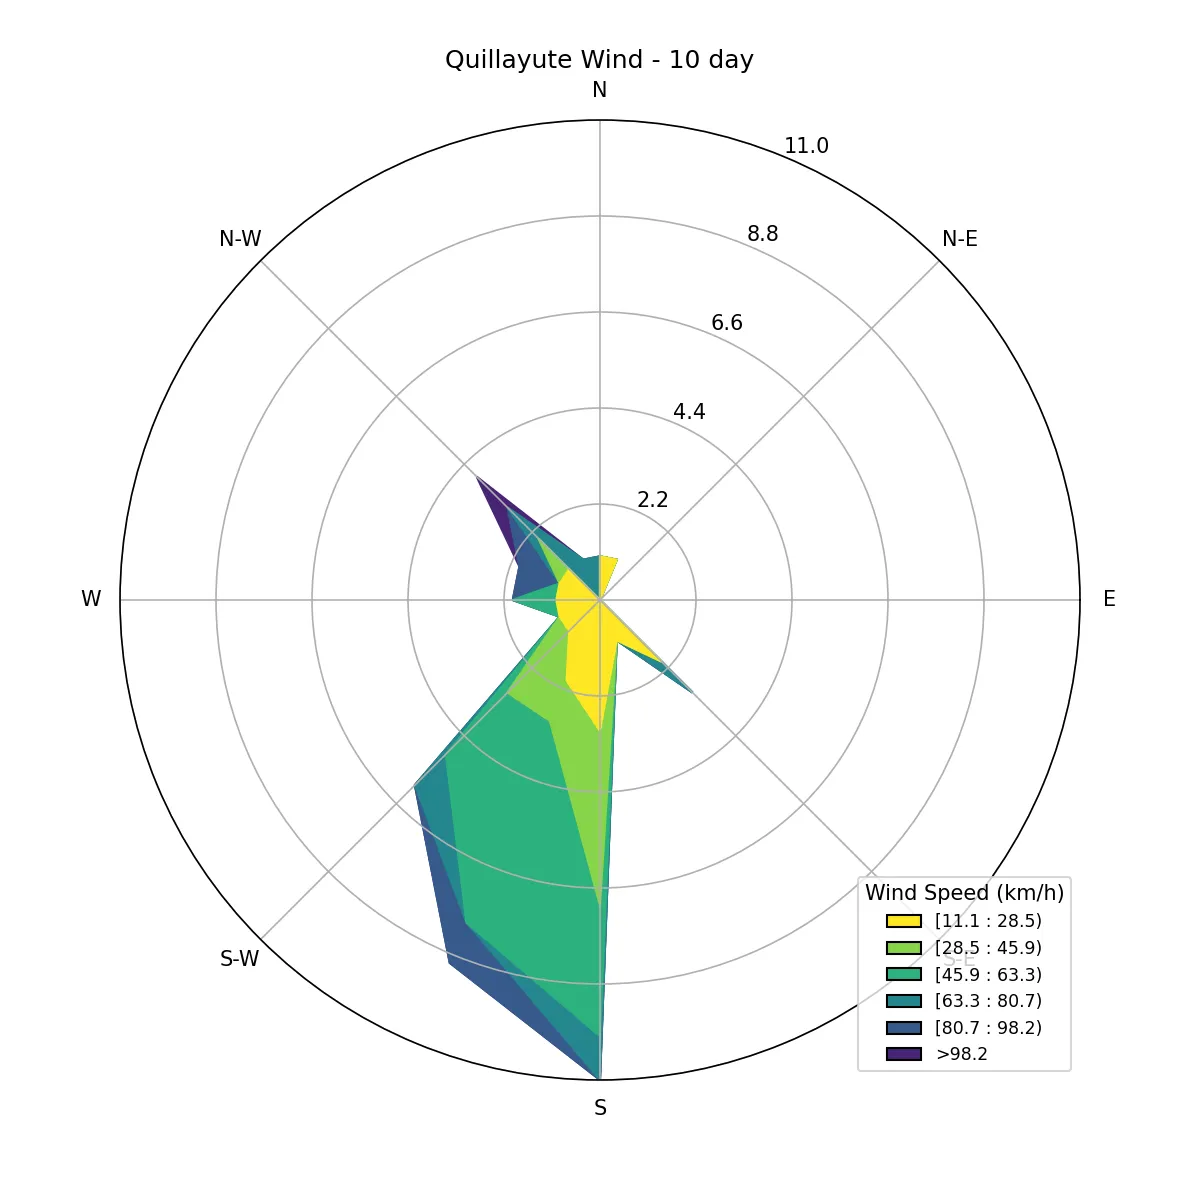 Quillayute Wind - 10 day
N
11.0
N-W
N-E
8.8
6.6
4.4
2.2
W
E
S-W
S-E
Wind Speed (km/h)
[11.1 : 28.5)
[28.5 : 45.9)
[45.9 : 63.3)
[63.3 : 80.7)
[80.7 : 98.2)
>98.2
S